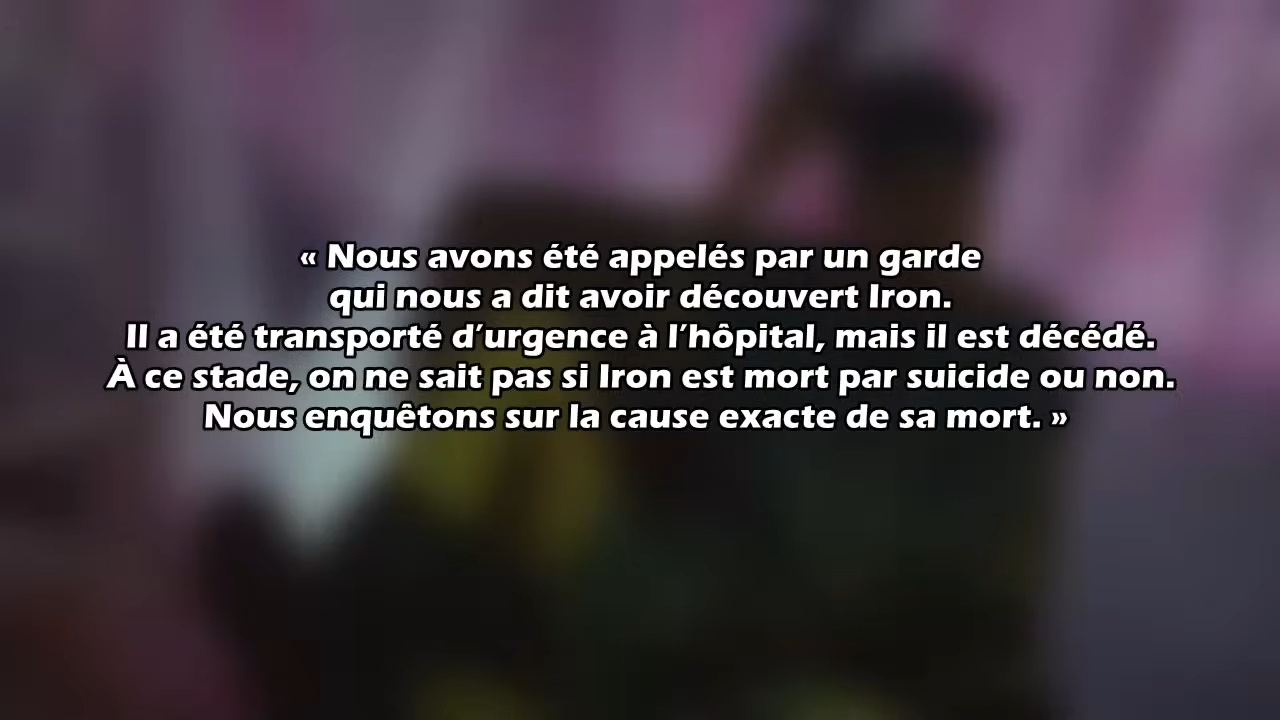 « Nous avons été appelés par un garde
qui nous a dit avoir découvert Iron.
Il a été transporté d’urgence à l’hôpital, mais il est décédé.
À ce stade, on ne sait pas si Iron est mort par suicide ou non.
Nous enquêtons sur la cause exacte de sa mort. »